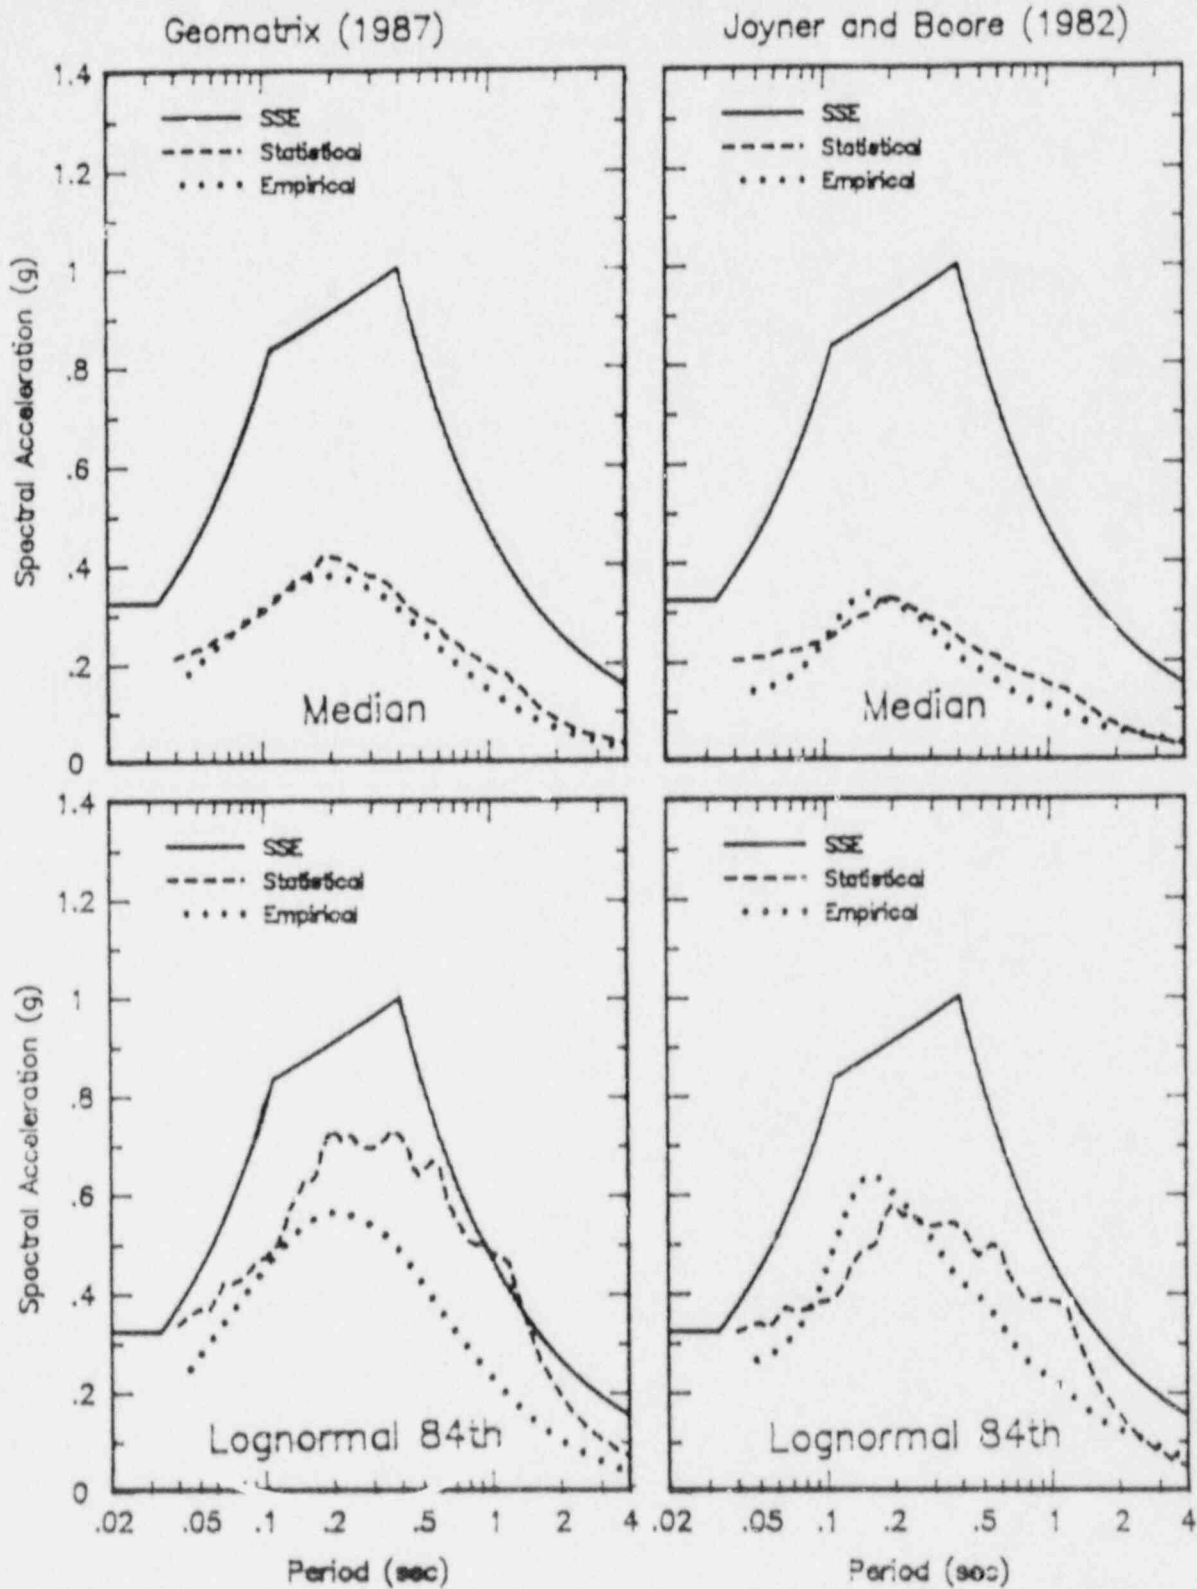 Geomatrix (1987)
Joyner and Boore (1982)
1.4
1.2
1
.8
.6
.4
.2
0
Spectral Acceleration (g)
SSE
Statistical
Empirical
Median
SSE
Statistical
Empirical
Median
1.4
1.2
1
.8
.6
.4
.2
0
Spectral Acceleration (g)
SSE
Statistical
Empirical
Lognormal 84th
SSE
Statistical
Empirical
Lognormal 84th
.02 .05 .1 .2 .5 1 2 4
.02 .05 .1 .2 .5 1 2 4
Period (sec)
Period (sec)